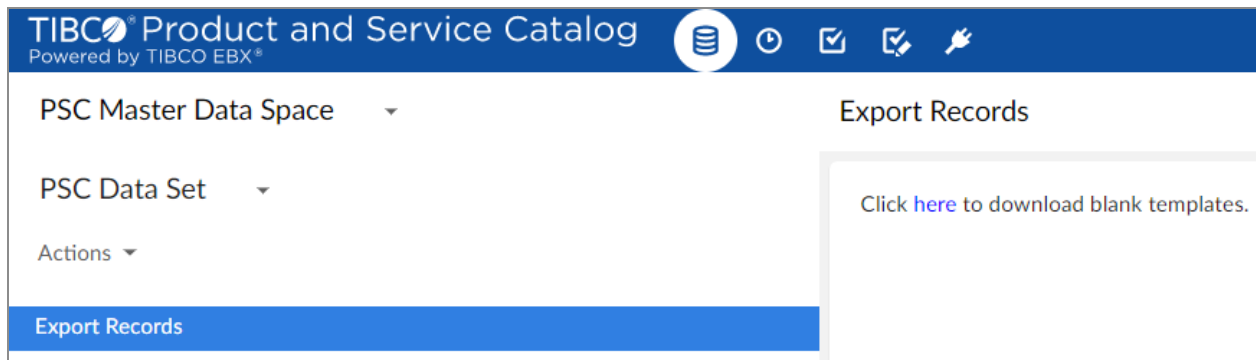 TIBCO® Product and Service Catalog
Powered by TIBCO EBX®
PSC Master Data Space
Export Records
PSC Data Set
Click here to download blank templates.
Actions
Export Records